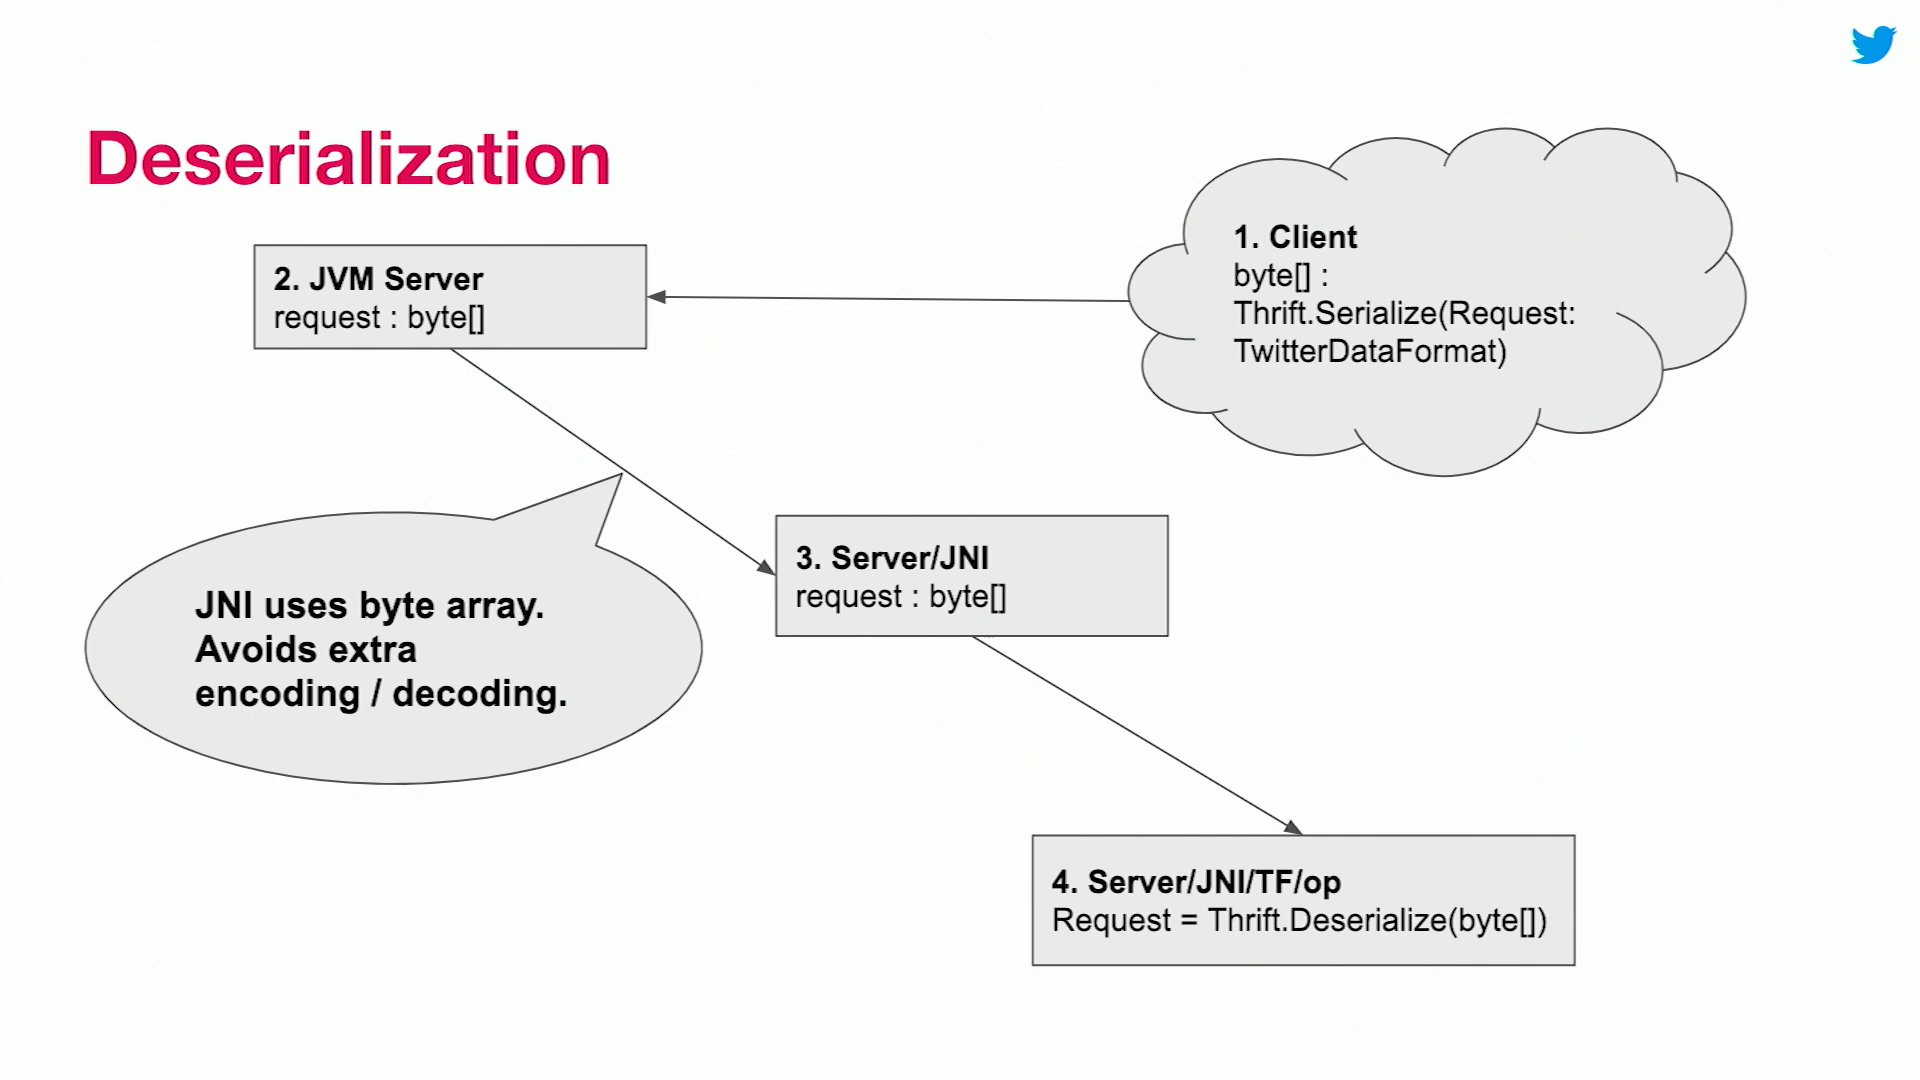 Deserialization
1. Client
byte[] :
Thrift.Serialize(Request:
TwitterDataFormat)
2. JVM Server
request : byte[]
JNI uses byte array.
Avoids extra
encoding / decoding.
3. Server/JNI
request : byte[]
4. Server/JNI/TF/op
Request = Thrift.Deserialize(byte[])